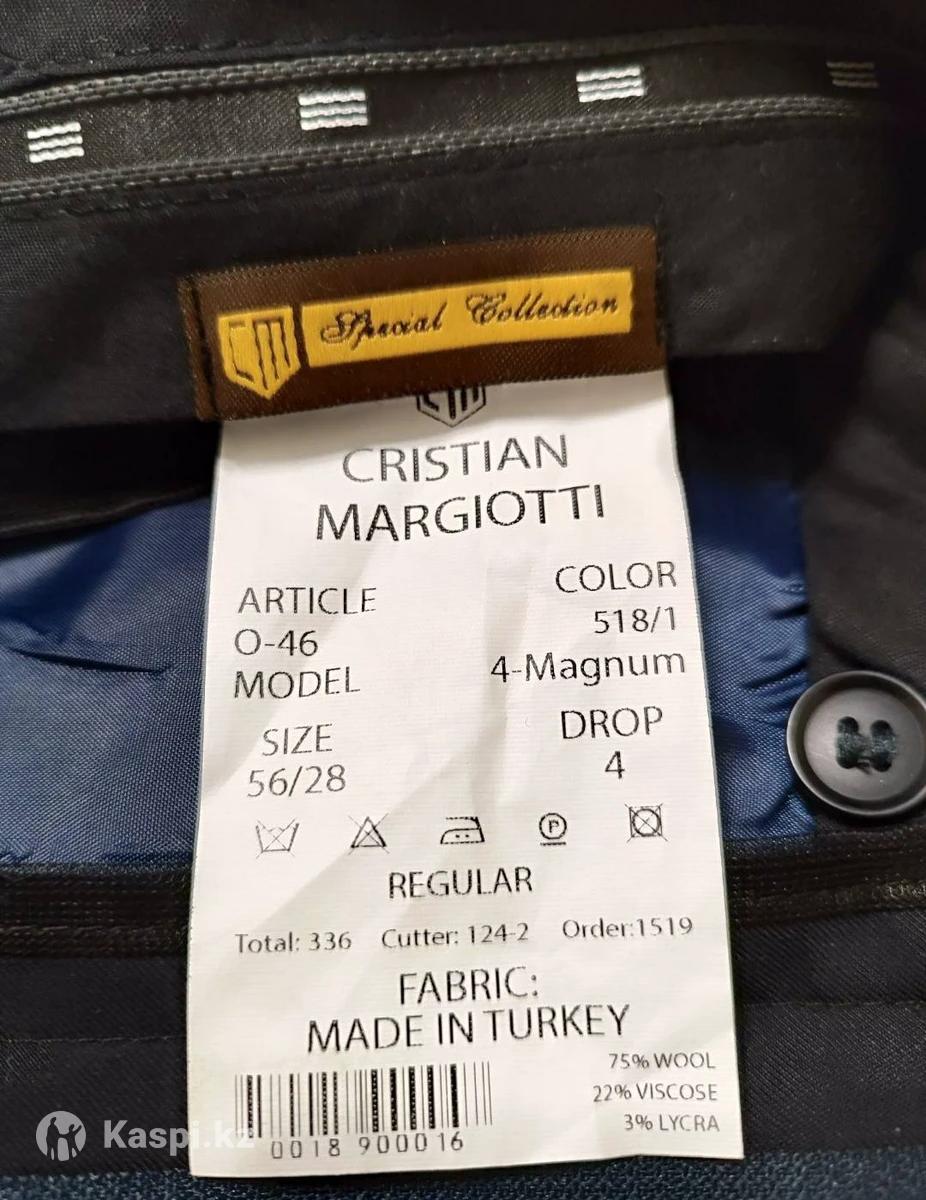 Special Collection
CRISTIAN
MARGIOTTI
ARTICLE COLOR
O-46 518/1
MODEL 4-Magnum
SIZE DROP
56/28 4
P
REGULAR
Total: 336 Cutter: 124-2 Order:1519
FABRIC:
MADE IN TURKEY
75% WOOL
22% VISCOSE
3% LYCRA
0018 900016
Kaspi.kz